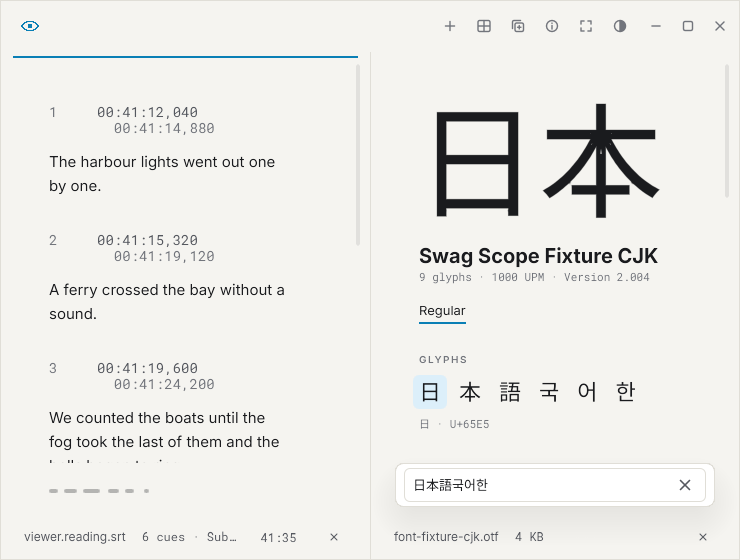 1 00:41:12,040
00:41:14,880
The harbour lights went out one
by one.
2 00:41:15,320
00:41:19,120
A ferry crossed the bay without a
sound.
3 00:41:19,600
00:41:24,200
We counted the boats until the
fog took the last of them and the
viewer.reading.srt 6 cues · Sub… 41:35 ×
日本
Swag Scope Fixture CJK
9 glyphs · 1000 UPM · Version 2.004
Regular
GLYPHS
日 本 語 국 어 한
日 · U+65E5
日本語국어한
font-fixture-cjk.otf 4 KB ×